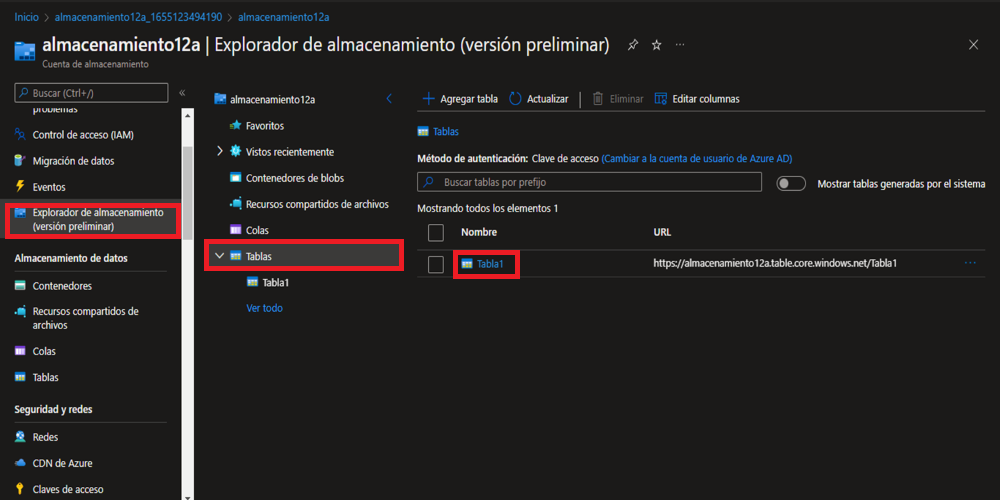 Inicio > almacenamiento12a_1655123494190 > almacenamiento12a
almacenamiento12a | Explorador de almacenamiento (versión preliminar)
Cuenta de almacenamiento
Buscar (Ctrl+/)
problemas
Control de acceso (IAM)
Migración de datos
Eventos
Explorador de almacenamiento
(versión preliminar)
Almacenamiento de datos
Contenedores
Recursos compartidos de
archivos
Colas
Tablas
Seguridad y redes
Redes
CDN de Azure
Claves de acceso
almacenamiento12a
Favoritos
Vistos recientemente
Contenedores de blobs
Recursos compartidos de archivos
Colas
Tablas
Tabla1
Ver todo
Agregar tabla Actualizar Eliminar Editar columnas
Tablas
Método de autenticación: Clave de acceso (Cambiar a la cuenta de usuario de Azure AD)
Buscar tablas por prefijo
Mostrar tablas generadas por el sistema
Mostrando todos los elementos 1
Nombre URL
Tabla1 https://almacenamiento12a.table.core.windows.net/Tabla1